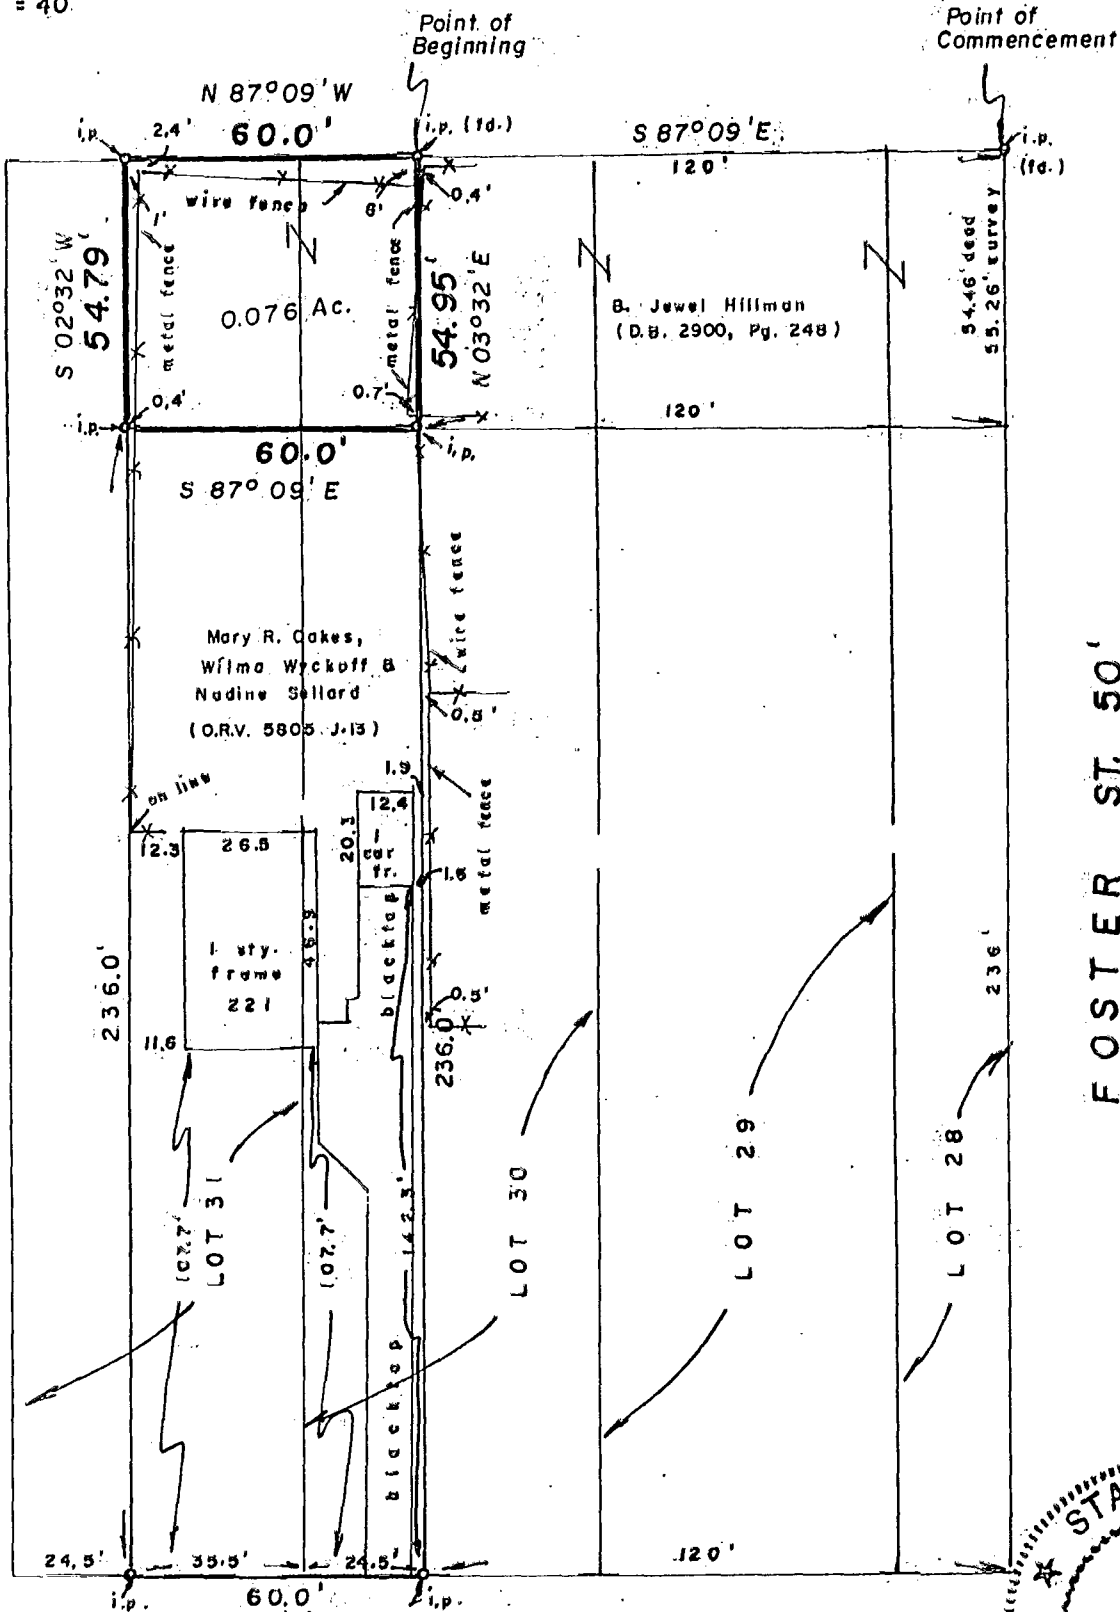 = 40
Point of
Beginning
Point of
Commencement
N 87°09'W
60.0'
i.p.
2.4'
i.p. (fd.)
S 87°09'E.
120'
i.p.
(fd.)
wire fence
1'
6'
0.4'
S 02°32'W
54.79'
metal fence
0.076 Ac.
metal fence
54.95'
N 03°32'E
B. Jewel Hillman
(D.B. 2900, Pg. 248)
54.46' deed
55.26' survey
0.4'
0.7'
i.p.
60.0'
i.p.
120'
S 87°09'E
wire fence
Mary R. Oakes,
Wilma Wyckoff &
Nadine Sellard
(O.R.V. 5805 J-13)
0.5'
FOSTER ST. 50'
on line
1.9
12.4
metal fence
12.3
26.5
20.3
1
car
fr.
1.6
1 sty.
frame
221
46.9
blacktop
236.0'
0.5'
236.0'
236'
11.6
LOT 31
107.7'
107.7'
142.3'
LOT 30
LOT 29
LOT 28
blacktop
24.5'
35.5'
24.5'
120'
i.p.
60.0'
i.p.
STA